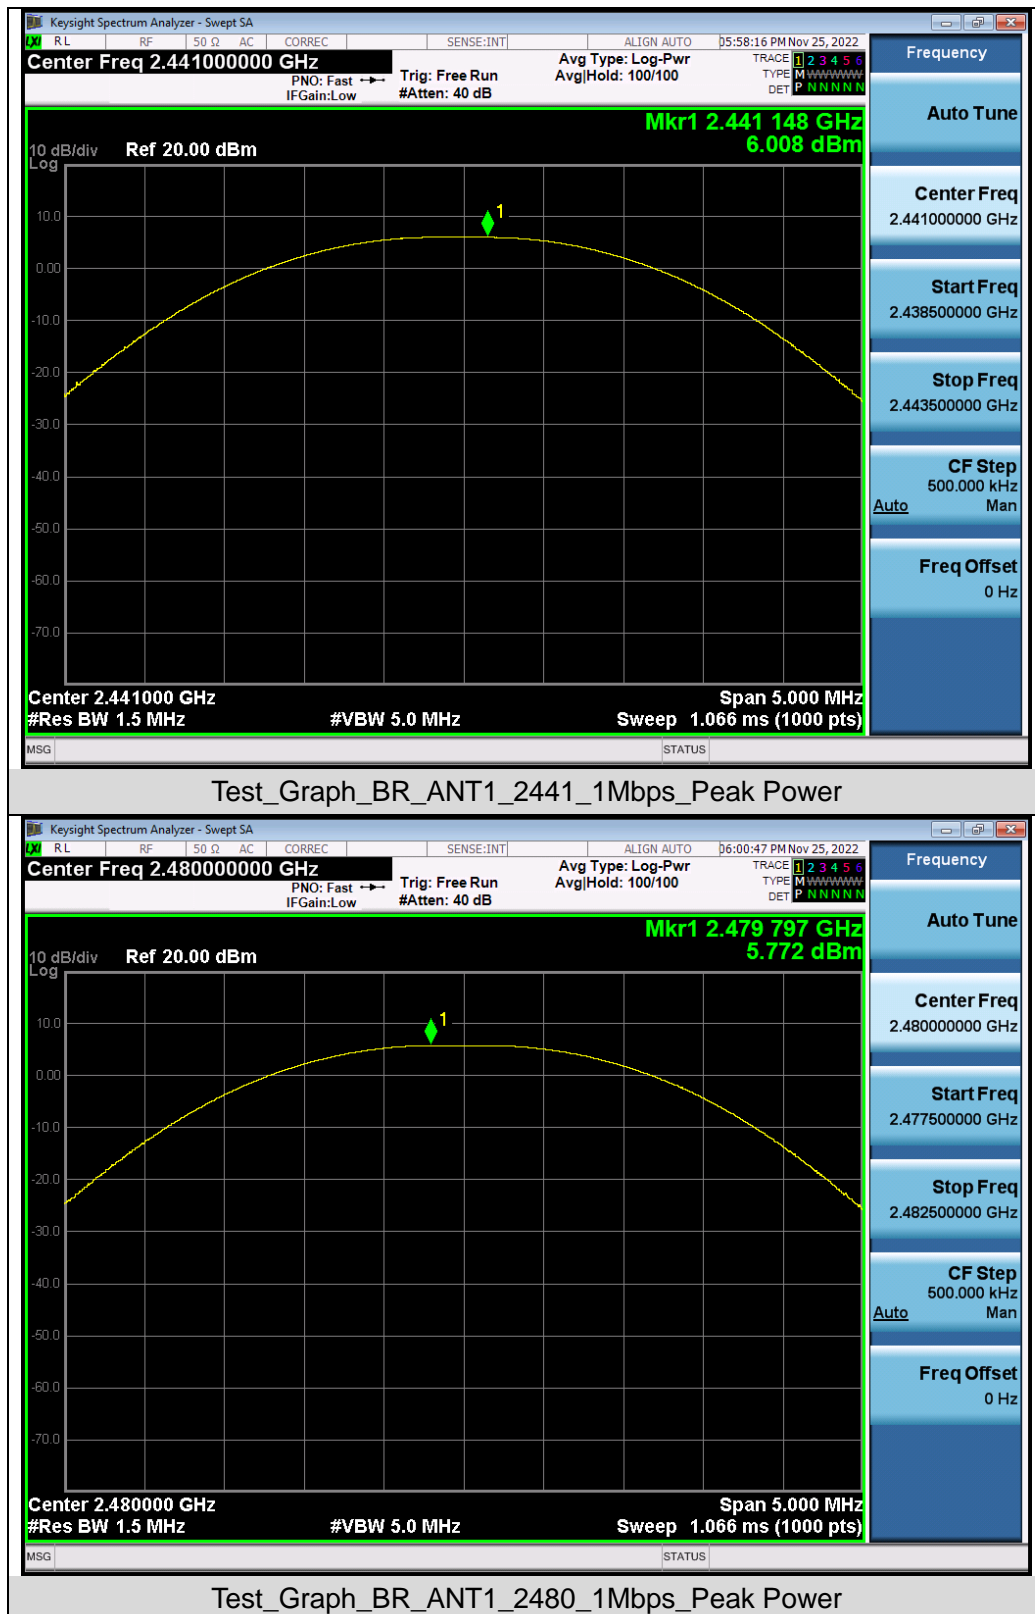 Keysight Spectrum Analyzer - Swept SA
LXI RL RF 50 Ω AC CORREC SENSE:INT ALIGN AUTO 05:58:16 PM Nov 25, 2022
Center Freq 2.441000000 GHz
PNO: Fast
IFGain:Low
Trig: Free Run
#Atten: 40 dB
Avg Type: Log-Pwr
Avg|Hold: 100/100
TRACE 1 2 3 4 5 6
TYPE M WWWWW
DET P N N N N N
Mkr1 2.441 148 GHz
6.008 dBm
10 dB/div Ref 20.00 dBm
Log
1
10.0
0.00
-10.0
-20.0
-30.0
-40.0
-50.0
-60.0
-70.0
Center 2.441000 GHz Span 5.000 MHz
#Res BW 1.5 MHz #VBW 5.0 MHz Sweep 1.066 ms (1000 pts)
MSG STATUS
Frequency
Auto Tune
Center Freq
2.441000000 GHz
Start Freq
2.438500000 GHz
Stop Freq
2.443500000 GHz
CF Step
500.000 kHz
Auto Man
Freq Offset
0 Hz
Test_Graph_BR_ANT1_2441_1Mbps_Peak Power
Keysight Spectrum Analyzer - Swept SA
LXI RL RF 50 Ω AC CORREC SENSE:INT ALIGN AUTO 06:00:47 PM Nov 25, 2022
Center Freq 2.480000000 GHz
PNO: Fast
IFGain:Low
Trig: Free Run
#Atten: 40 dB
Avg Type: Log-Pwr
Avg|Hold: 100/100
TRACE 1 2 3 4 5 6
TYPE M WWWWW
DET P N N N N N
Mkr1 2.479 797 GHz
5.772 dBm
10 dB/div Ref 20.00 dBm
Log
1
10.0
0.00
-10.0
-20.0
-30.0
-40.0
-50.0
-60.0
-70.0
Center 2.480000 GHz Span 5.000 MHz
#Res BW 1.5 MHz #VBW 5.0 MHz Sweep 1.066 ms (1000 pts)
MSG STATUS
Frequency
Auto Tune
Center Freq
2.480000000 GHz
Start Freq
2.477500000 GHz
Stop Freq
2.482500000 GHz
CF Step
500.000 kHz
Auto Man
Freq Offset
0 Hz
Test_Graph_BR_ANT1_2480_1Mbps_Peak Power